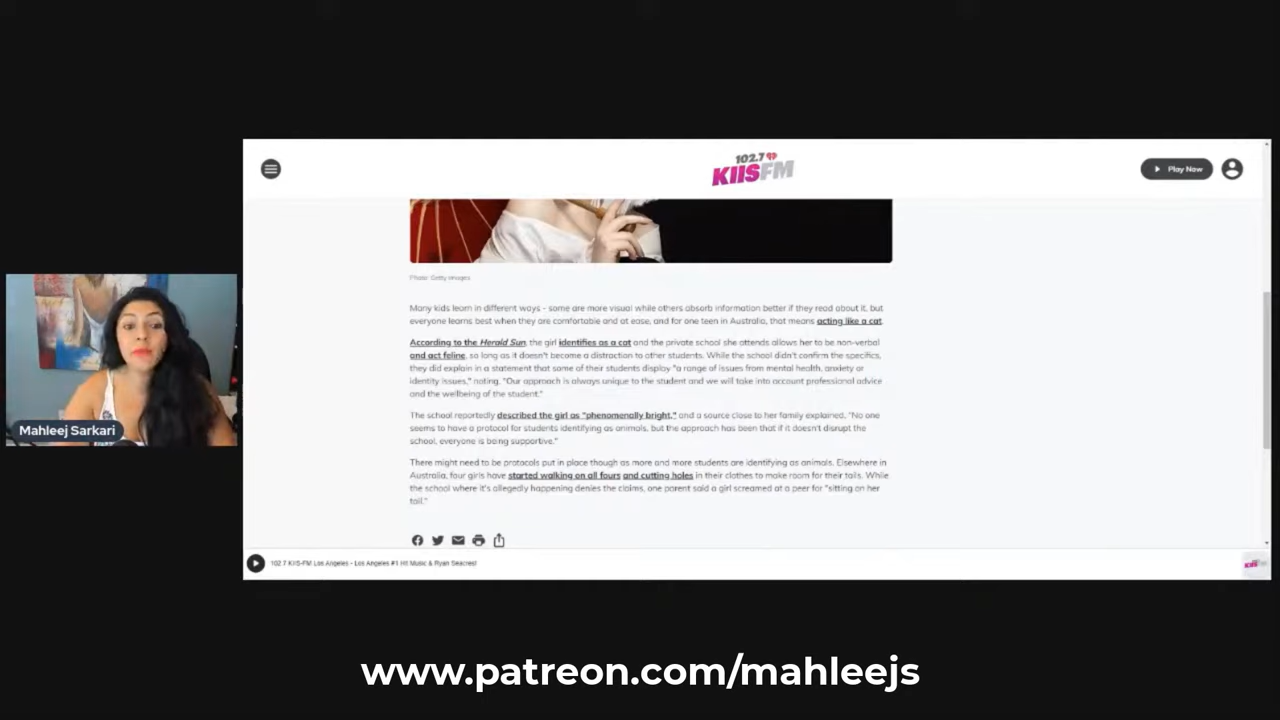 102.7
KIISFM
Play Now
Photo: Getty Images
Many kids learn in different ways - some are more visual while others absorb information better if they read about it, but
everyone learns best when they are comfortable and at ease, and for one teen in Australia, that means acting like a cat.
According to the Herald Sun, the girl identifies as a cat and the private school she attends allows her to be non-verbal
and act feline, so long as it doesn't become a distraction to other students. While the school didn't confirm the specifics,
they did explain in a statement that some of their students display "a range of issues from mental health, anxiety or
identity issues," noting, "Our approach is always unique to the student and we will take into account professional advice
and the wellbeing of the student."
The school reportedly described the girl as "phenomenally bright," and a source close to her family explained, "No one
seems to have a protocol for students identifying as animals, but the approach has been that if it doesn't disrupt the
school, everyone is being supportive."
There might need to be protocols put in place though as more and more students are identifying as animals. Elsewhere in
Australia, four girls have started walking on all fours and cutting holes in their clothes to make room for their tails. While
the school where it's allegedly happening denies the claims, one parent said a girl screamed at a peer for "sitting on her
tail."
Mahleej Sarkari
102.7 KIIS-FM Los Angeles - Los Angeles #1 Hit Music & Ryan Seacrest
KIIS
www.patreon.com/mahleejs